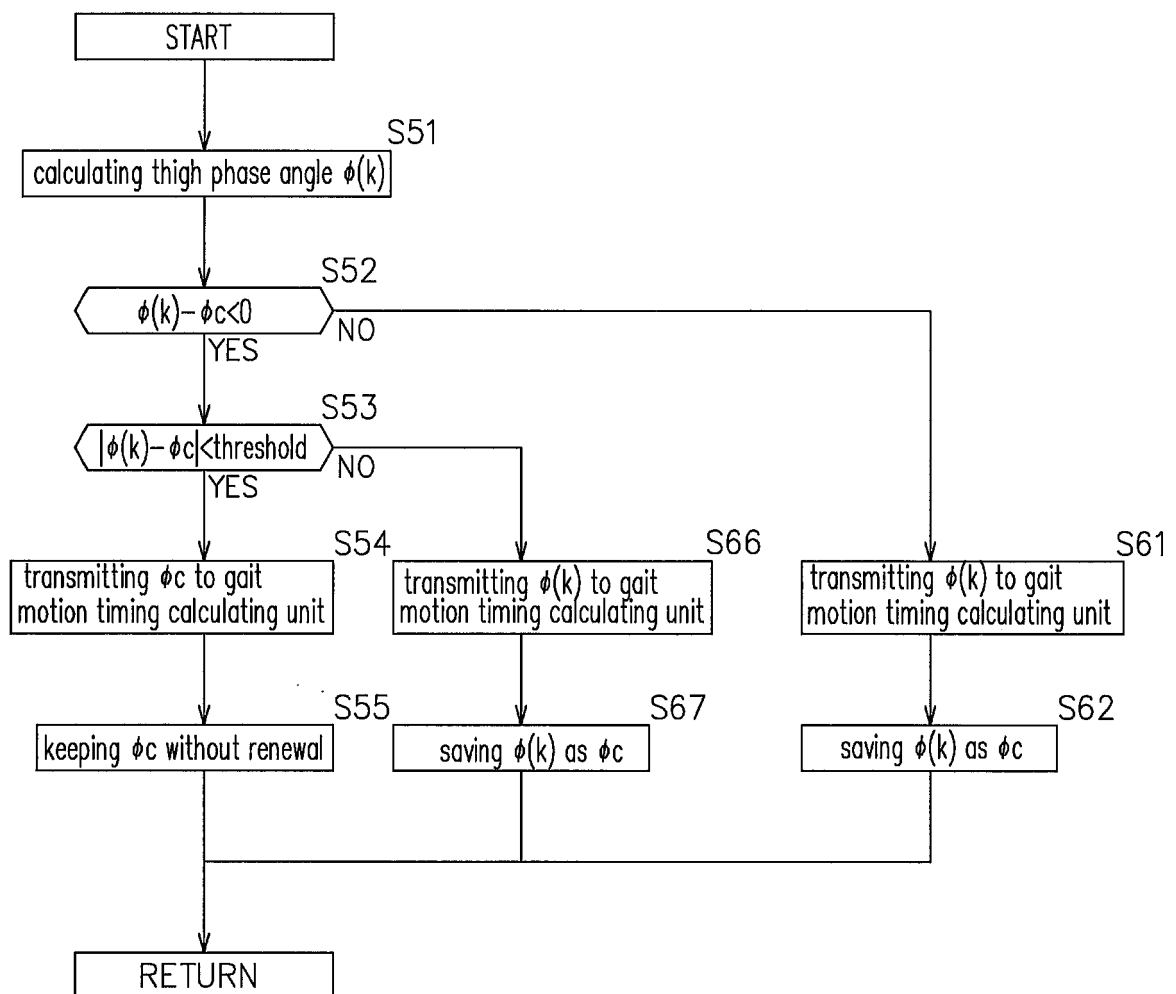 START
S51
calculating thigh phase angle ϕ(k)
S52
ϕ(k)-ϕc<0
NO
YES
S53
|ϕ(k)-ϕc|<threshold
NO
YES
S54
transmitting ϕc to gait
motion timing calculating unit
S66
transmitting ϕ(k) to gait
motion timing calculating unit
S61
transmitting ϕ(k) to gait
motion timing calculating unit
S55
keeping ϕc without renewal
S67
saving ϕ(k) as ϕc
S62
saving ϕ(k) as ϕc
RETURN